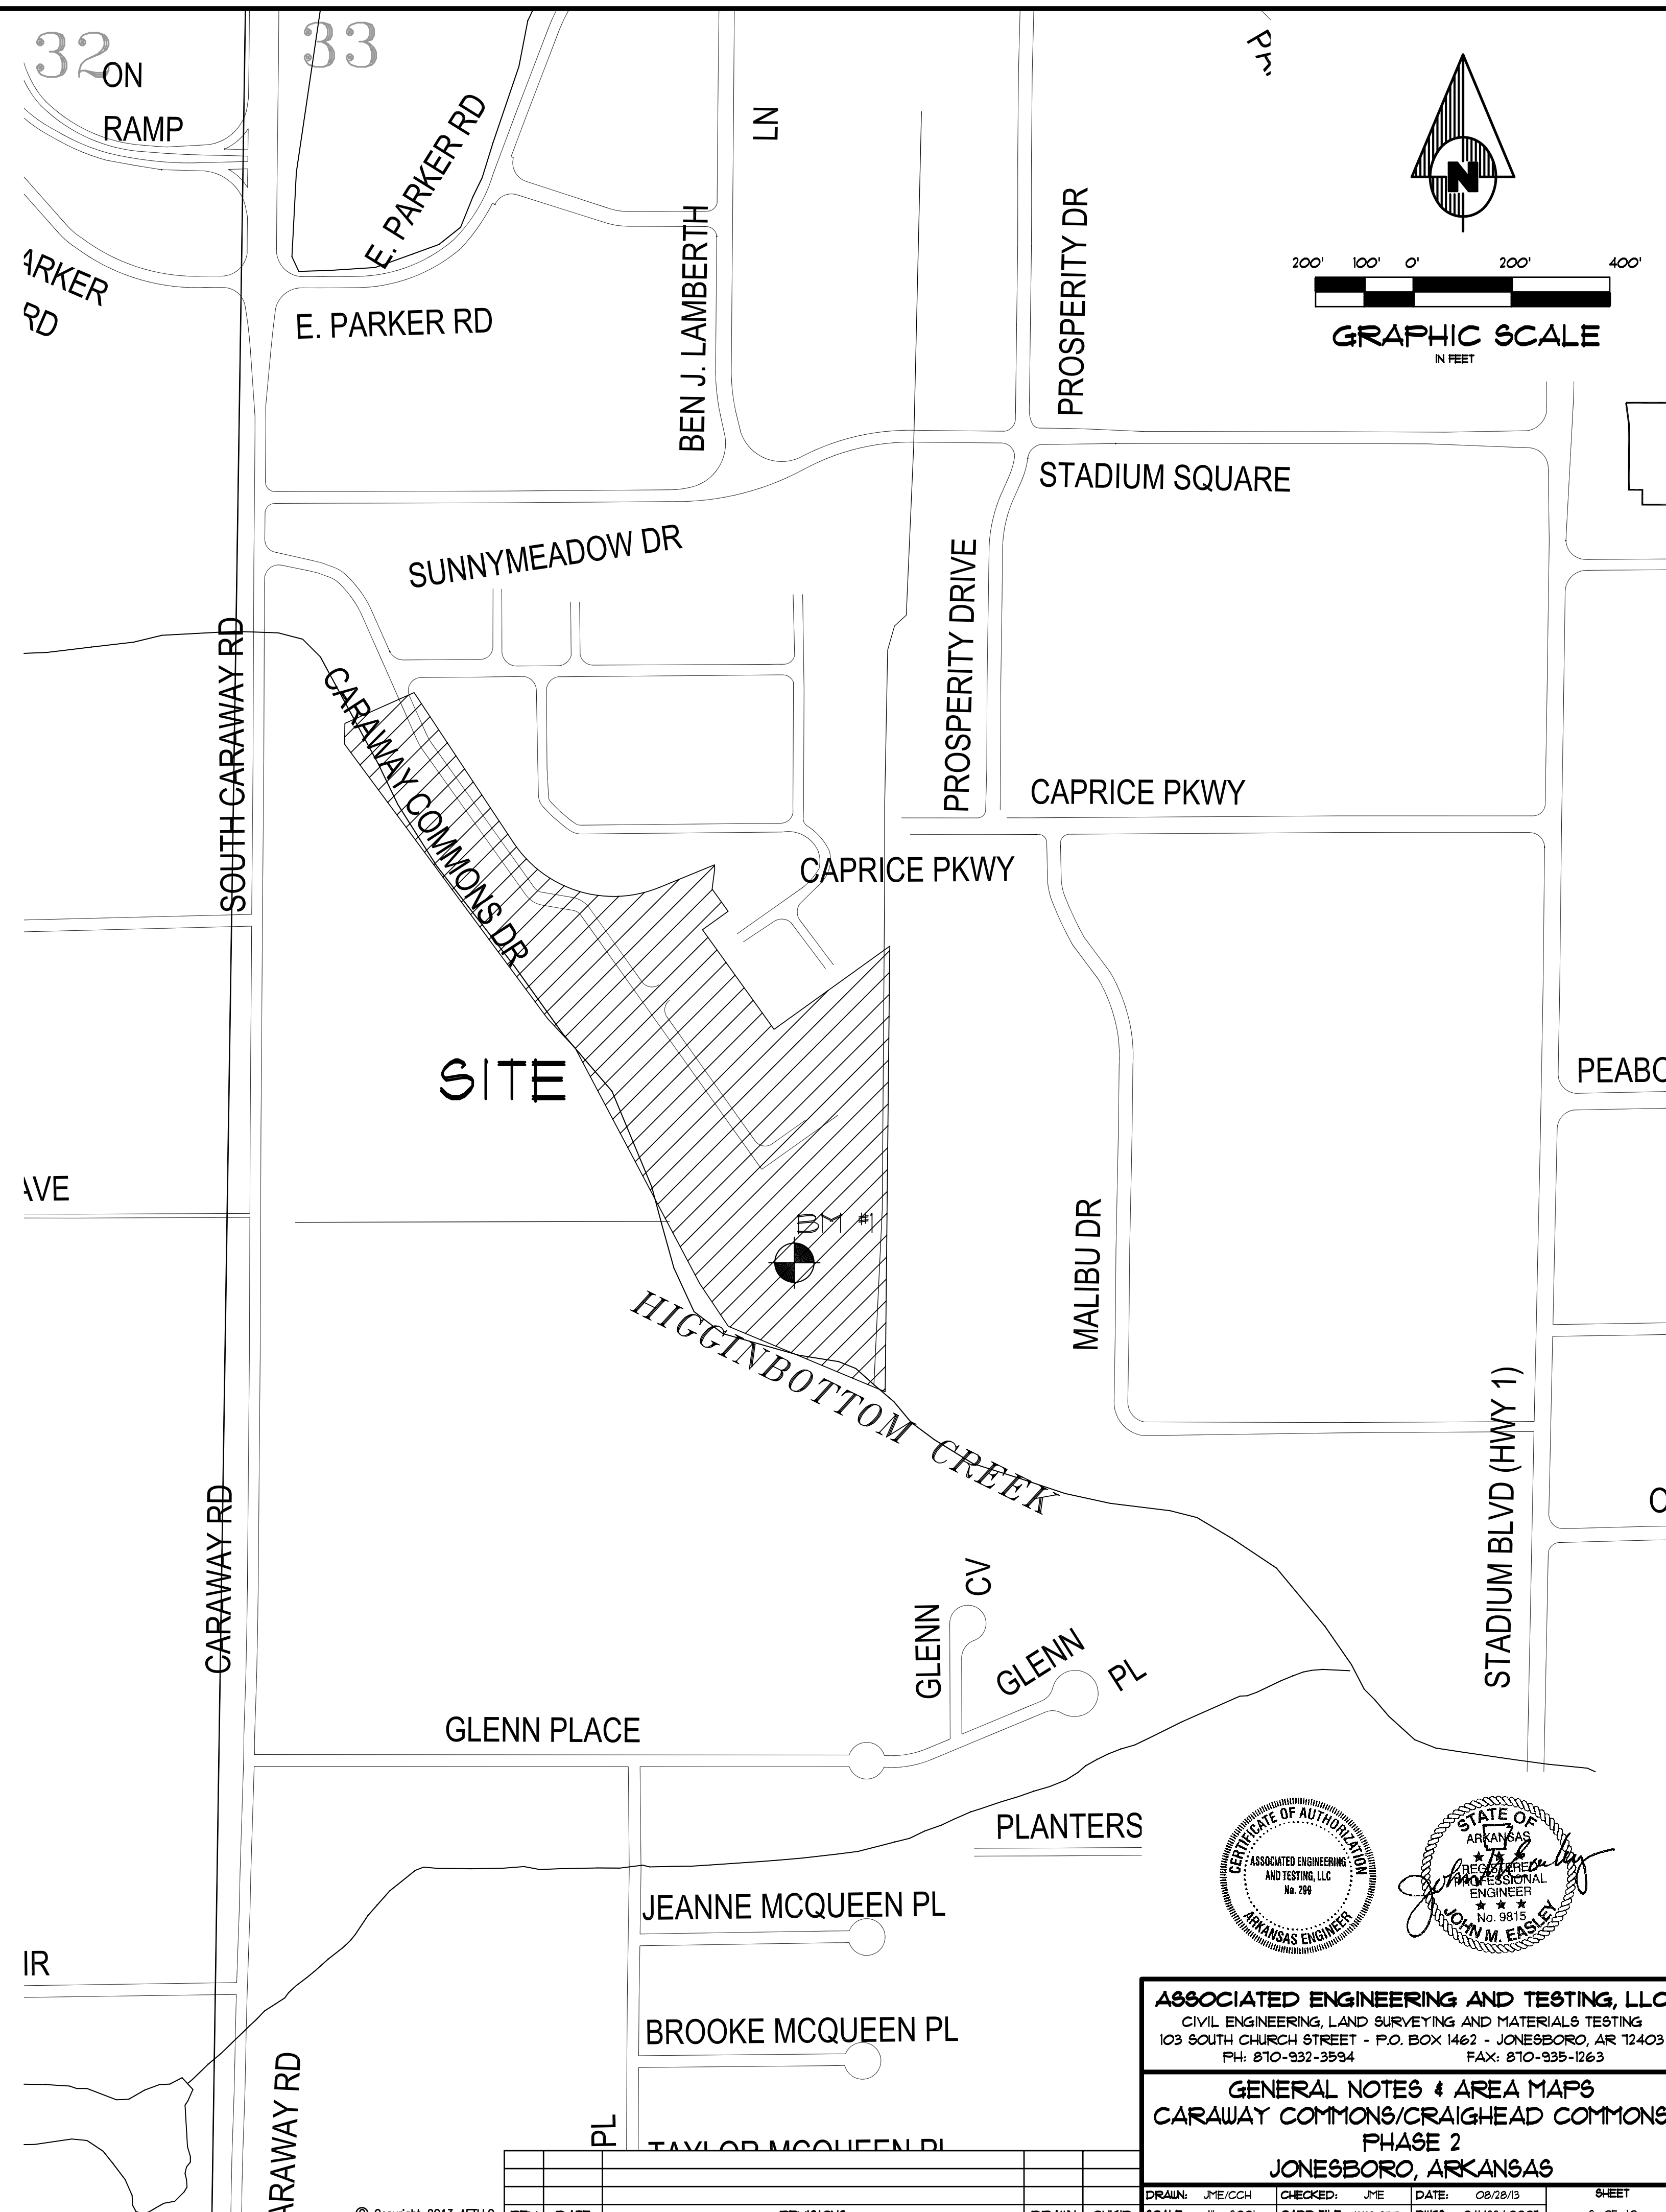 32
33
ON
RAMP
E. PARKER RD
LN
PROSPERITY DR
N
200' 100' 0' 200' 400'
GRAPHIC SCALE
IN FEET
ARKER
RD
E. PARKER RD
BEN J. LAMBERTH
STADIUM SQUARE
SUNNYMEADOW DR
PROSPERITY DRIVE
SOUTH CARAWAY RD
CARAWAY COMMONS DR
CAPRICE PKWY
CAPRICE PKWY
SITE
PEABO
AVE
BM #1
MALIBU DR
HIGGINBOTTOM CREEK
STADIUM BLVD (HWY 1)
CARAWAY RD
GLENN CV
GLENN PL
GLENN PLACE
PLANTERS
CERTIFICATE OF AUTHORIZATION
ASSOCIATED ENGINEERING
AND TESTING, LLC
No. 299
ARKANSAS ENGINEER
STATE OF
ARKANSAS
REGISTERED
PROFESSIONAL
ENGINEER
No. 9815
JOHN M. EASLEY
JEANNE MCQUEEN PL
IR
BROOKE MCQUEEN PL
ARAWAY RD
PL
TAYLOR MCQUEEN PL
ASSOCIATED ENGINEERING AND TESTING, LLC
CIVIL ENGINEERING, LAND SURVEYING AND MATERIALS TESTING
103 SOUTH CHURCH STREET - P.O. BOX 1462 - JONESBORO, AR 72403
PH: 870-932-3594 FAX: 870-935-1263
GENERAL NOTES & AREA MAPS
CARAWAY COMMONS/CRAIGHEAD COMMONS
PHASE 2
JONESBORO, ARKANSAS
DRAWN: JME/CCH CHECKED: JME DATE: 08/28/13 SHEET